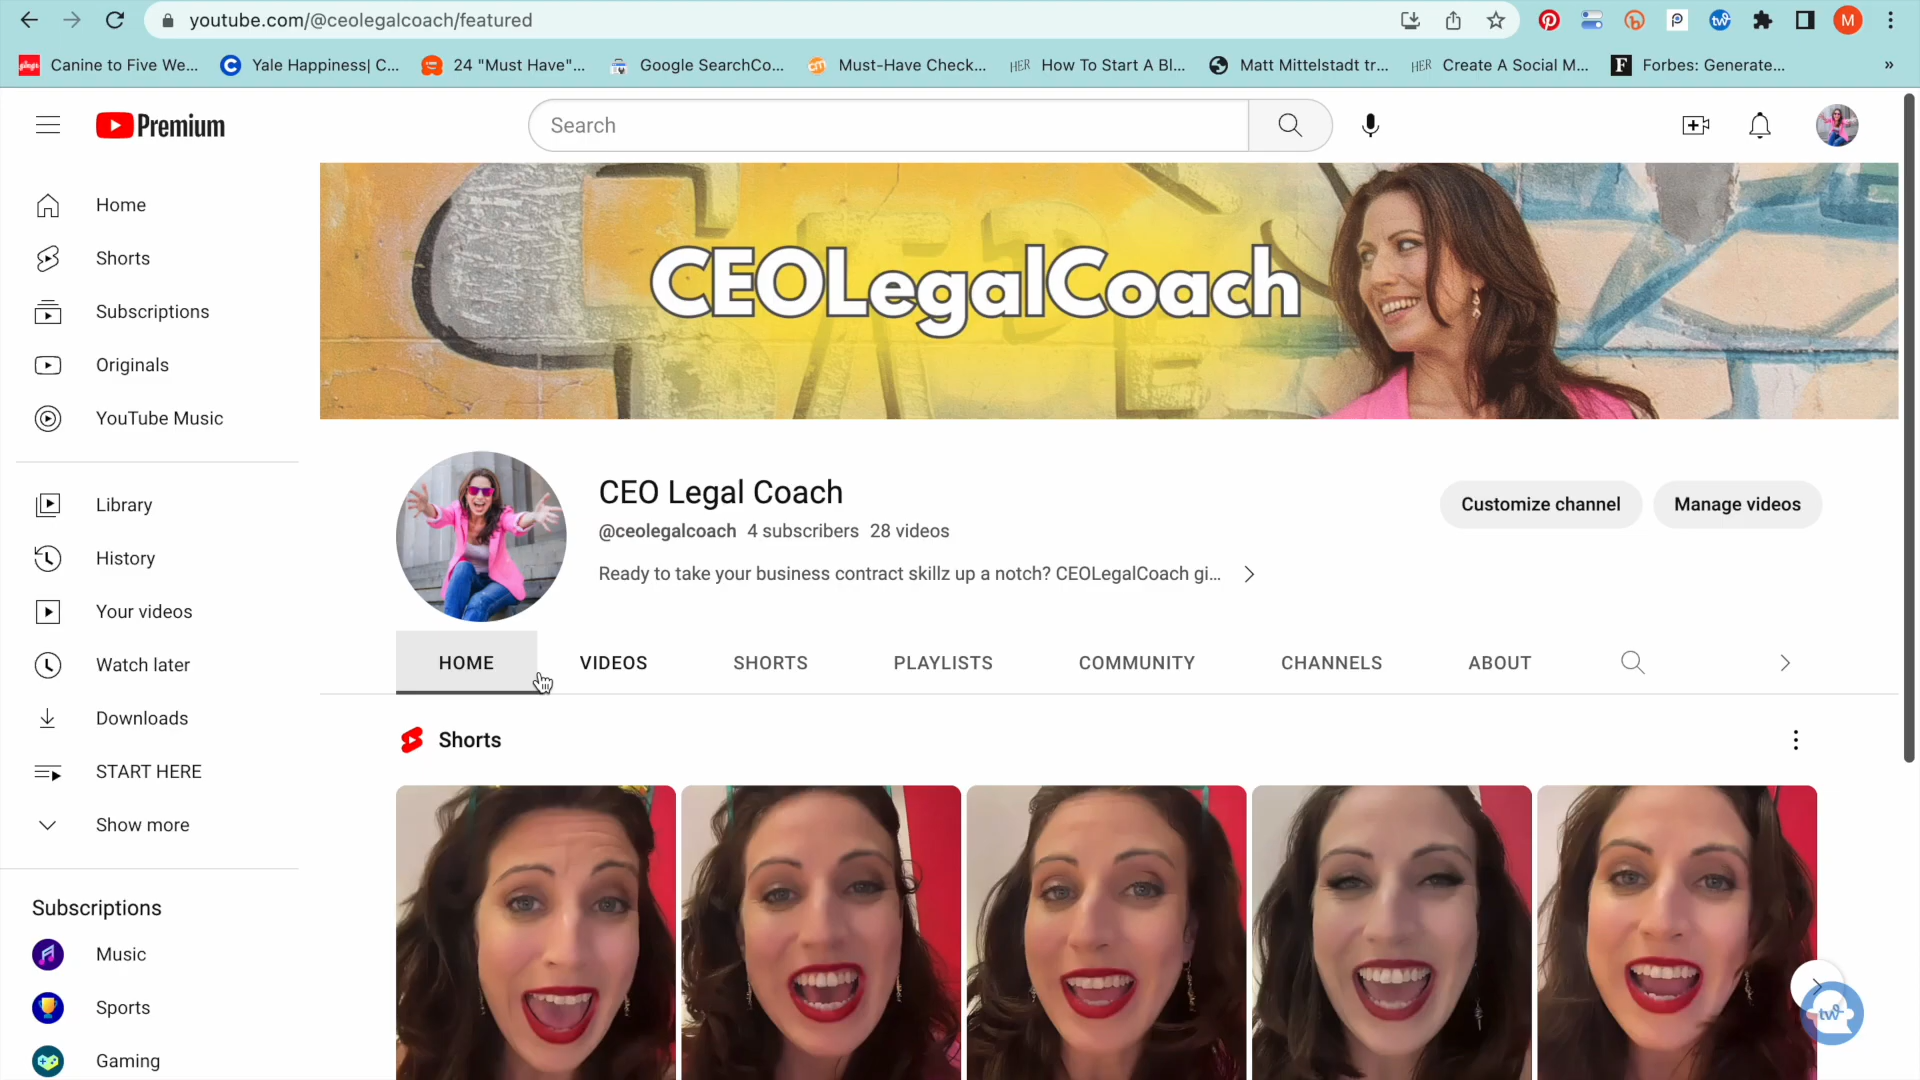 youtube.com/@ceolegalcoach/featured
M
Canine to Five We...
Yale Happiness| C...
24 "Must Have"...
Google SearchCo...
Must-Have Check...
HER How To Start A Bl...
Matt Mittelstadt tr...
HER Create A Social M...
F Forbes: Generate...
»
Premium
Search
Home
Shorts
Subscriptions
Originals
YouTube Music
Library
History
Your videos
Watch later
Downloads
START HERE
Show more
Subscriptions
Music
Sports
Gaming
CEOLegalCoach
CEO Legal Coach
@ceolegalcoach 4 subscribers 28 videos
Ready to take your business contract skillz up a notch? CEOLegalCoach gi...
Customize channel
Manage videos
HOME VIDEOS SHORTS PLAYLISTS COMMUNITY CHANNELS ABOUT
Shorts
tw